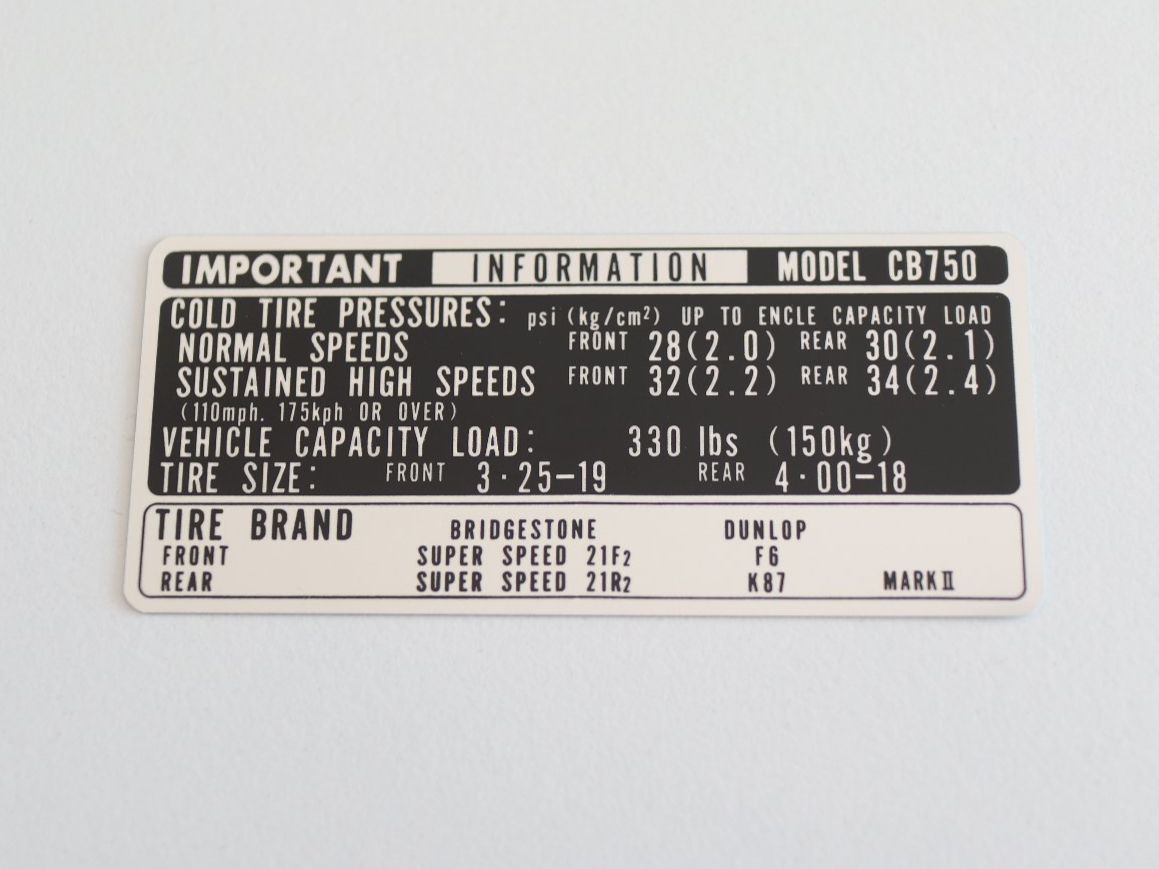 IMPORTANT INFORMATION MODEL CB750
COLD TIRE PRESSURES: psi (kg/cm²) UP TO ENCLE CAPACITY LOAD
NORMAL SPEEDS FRONT 28(2.0) REAR 30(2.1)
SUSTAINED HIGH SPEEDS FRONT 32(2.2) REAR 34(2.4)
(110mph. 175kph OR OVER)
VEHICLE CAPACITY LOAD: 330 lbs (150kg)
TIRE SIZE: FRONT 3·25-19 REAR 4·00-18
TIRE BRAND BRIDGESTONE DUNLOP
FRONT SUPER SPEED 21F2 F6
REAR SUPER SPEED 21R2 K87 MARK II